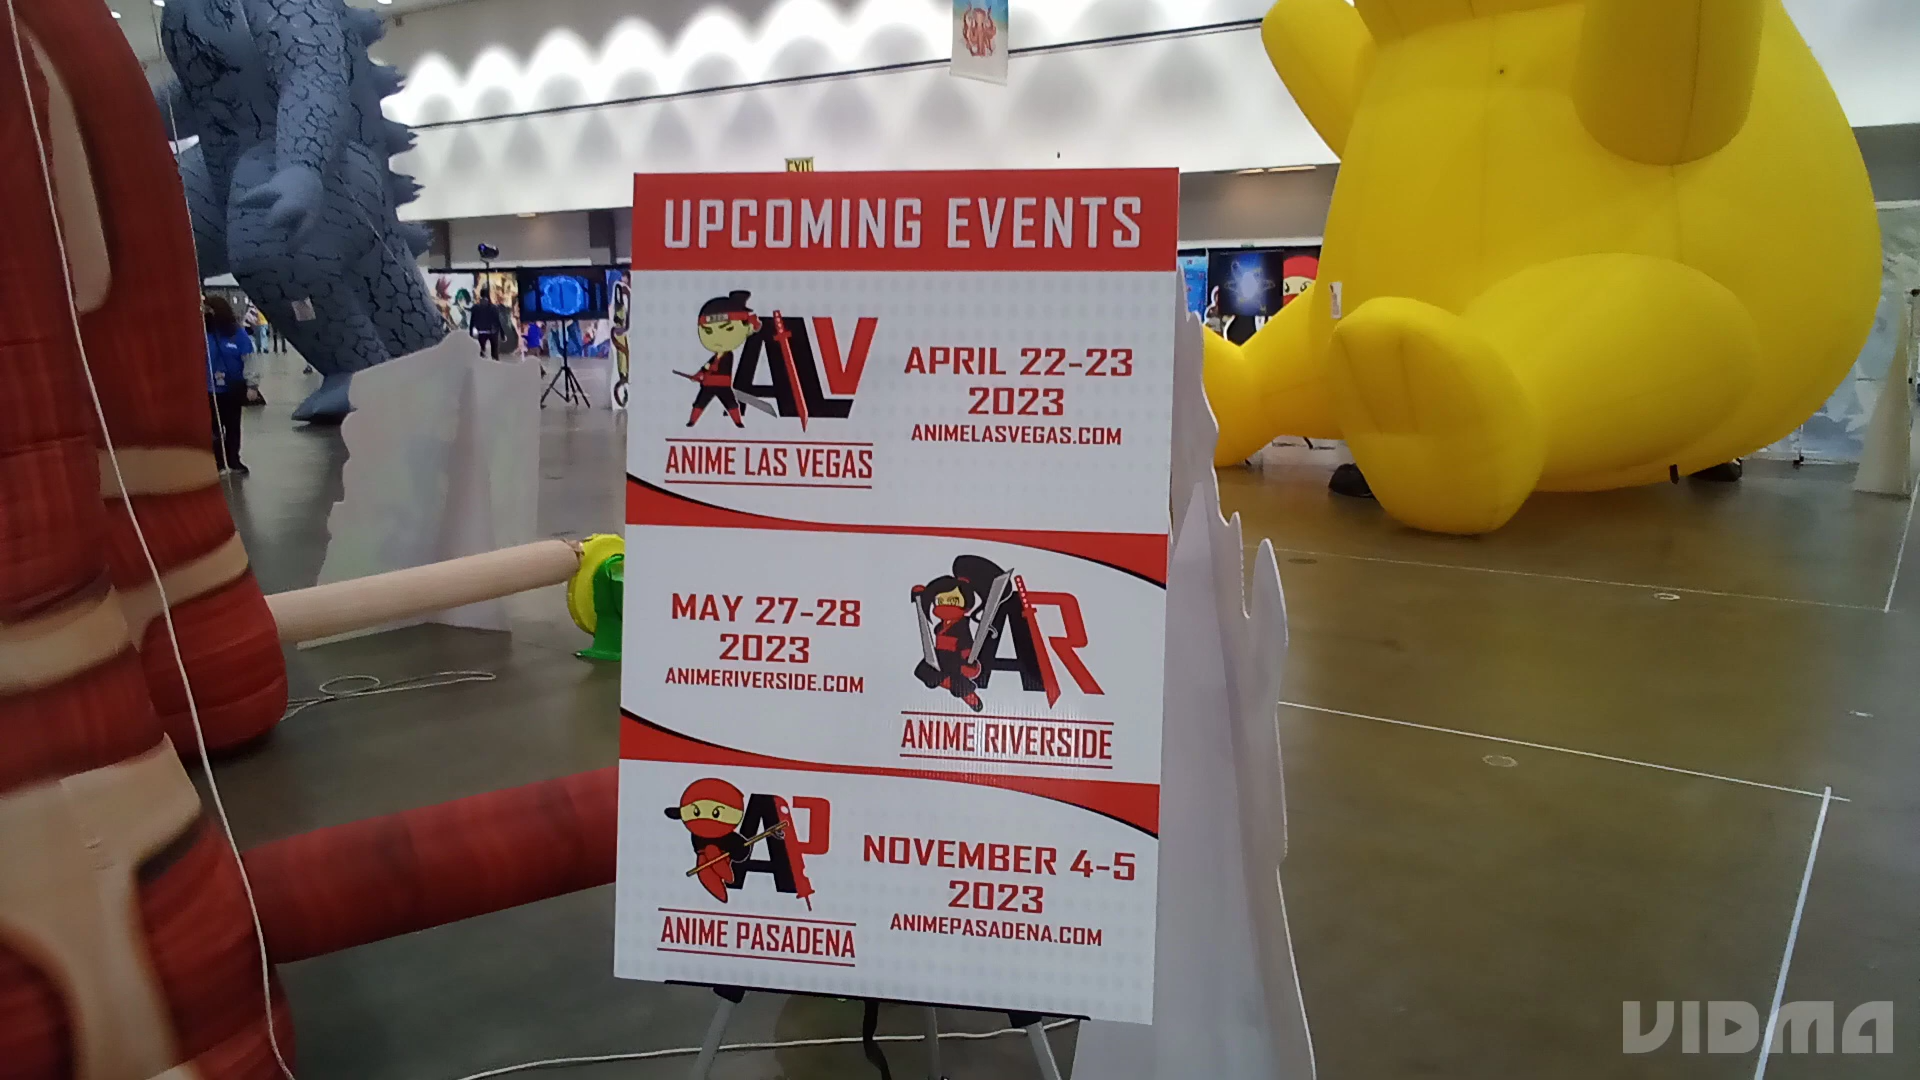 EXIT
UPCOMING EVENTS
ALV
ANIME LAS VEGAS
APRIL 22-23
2023
ANIMELASVEGAS.COM
MAY 27-28
2023
ANIMERIVERSIDE.COM
AR
ANIME RIVERSIDE
AP
ANIME PASADENA
NOVEMBER 4-5
2023
ANIMEPASADENA.COM
VIDMA